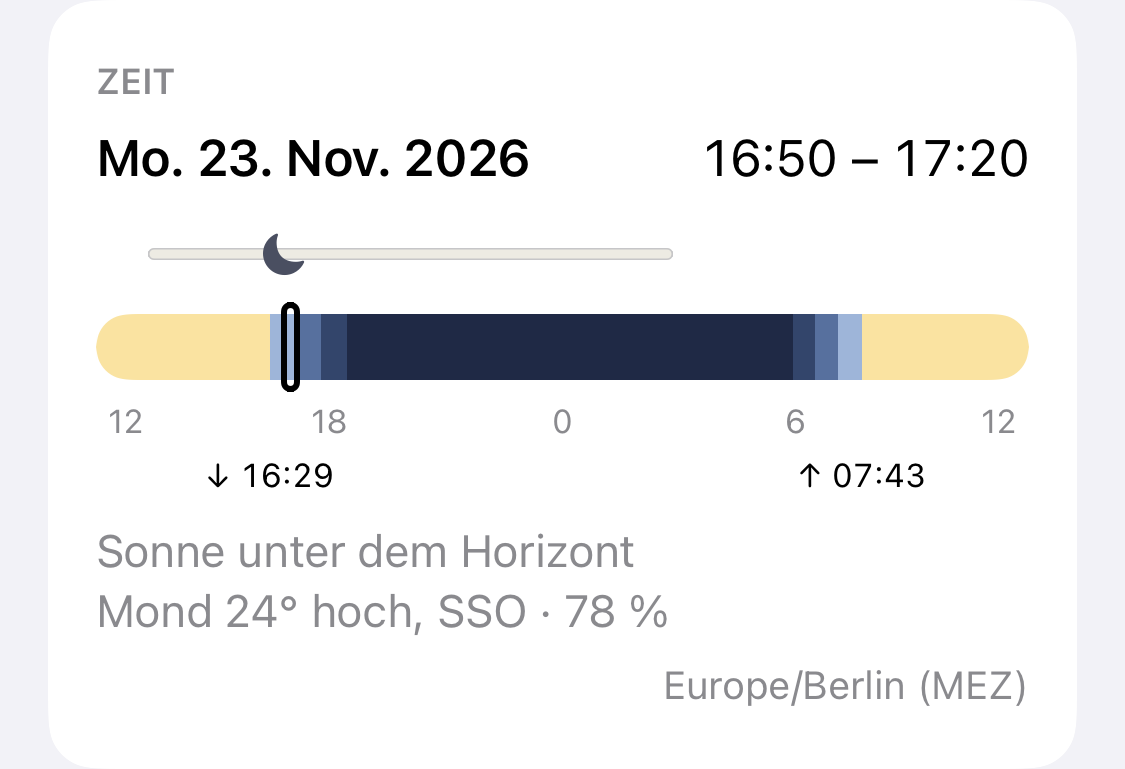 ZEIT
Mo. 23. Nov. 2026 16:50 – 17:20
12 18 0 6 12
↓ 16:29 ↑ 07:43
Sonne unter dem Horizont
Mond 24° hoch, SSO · 78 %
Europe/Berlin (MEZ)